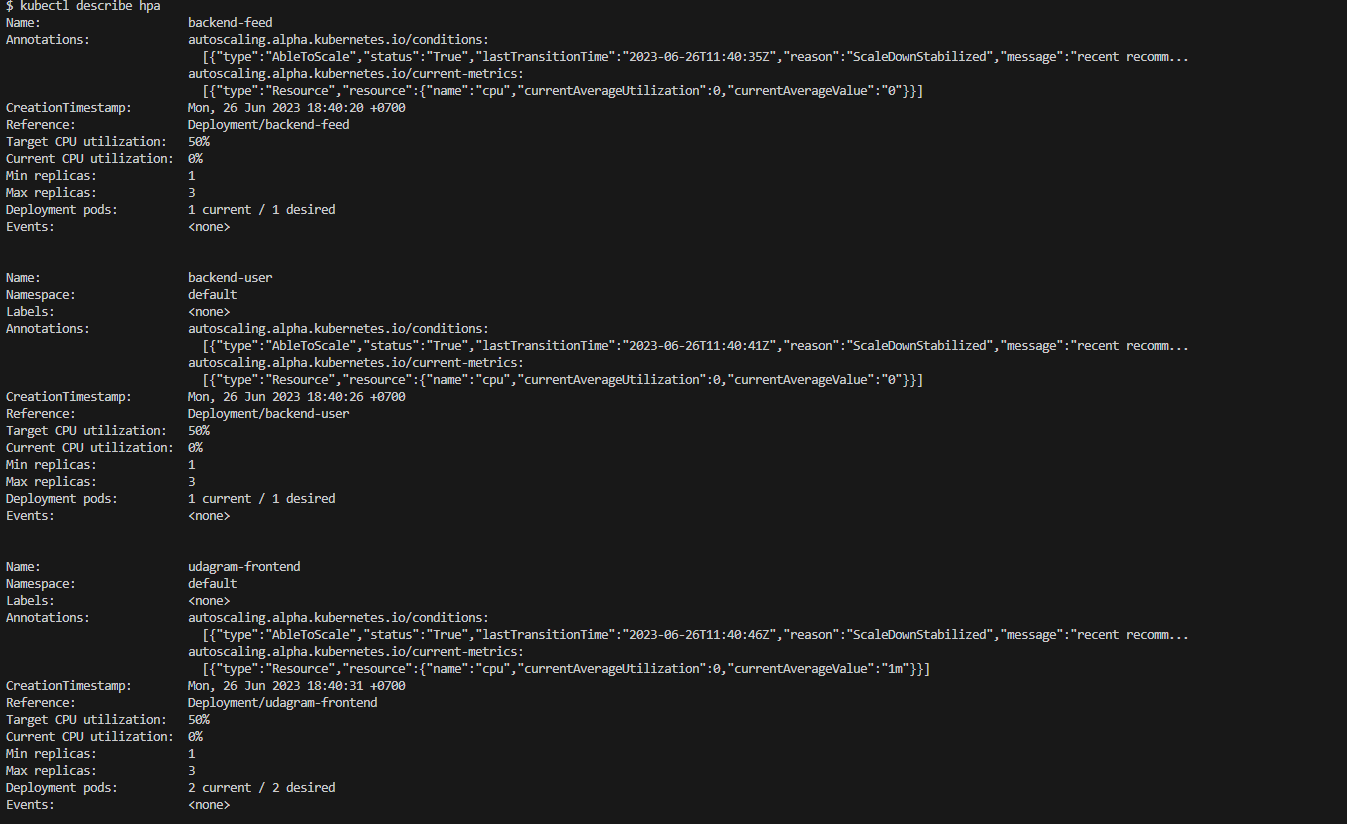 $ kubectl describe hpa
Name:                     backend-feed
Annotations:              autoscaling.alpha.kubernetes.io/conditions:
                            [{"type":"AbleToScale","status":"True","lastTransitionTime":"2023-06-26T11:40:35Z","reason":"ScaleDownStabilized","message":"recent recomm...
                          autoscaling.alpha.kubernetes.io/current-metrics:
                            [{"type":"Resource","resource":{"name":"cpu","currentAverageUtilization":0,"currentAverageValue":"0"}}]
CreationTimestamp:        Mon, 26 Jun 2023 18:40:20 +0700
Reference:                Deployment/backend-feed
Target CPU utilization:   50%
Current CPU utilization:  0%
Min replicas:             1
Max replicas:             3
Deployment pods:          1 current / 1 desired
Events:                   <none>
Name:                     backend-user
Namespace:                default
Labels:                   <none>
Annotations:              autoscaling.alpha.kubernetes.io/conditions:
                            [{"type":"AbleToScale","status":"True","lastTransitionTime":"2023-06-26T11:40:41Z","reason":"ScaleDownStabilized","message":"recent recomm...
                          autoscaling.alpha.kubernetes.io/current-metrics:
                            [{"type":"Resource","resource":{"name":"cpu","currentAverageUtilization":0,"currentAverageValue":"0"}}]
CreationTimestamp:        Mon, 26 Jun 2023 18:40:26 +0700
Reference:                Deployment/backend-user
Target CPU utilization:   50%
Current CPU utilization:  0%
Min replicas:             1
Max replicas:             3
Deployment pods:          1 current / 1 desired
Events:                   <none>
Name:                     udagram-frontend
Namespace:                default
Labels:                   <none>
Annotations:              autoscaling.alpha.kubernetes.io/conditions:
                            [{"type":"AbleToScale","status":"True","lastTransitionTime":"2023-06-26T11:40:46Z","reason":"ScaleDownStabilized","message":"recent recomm...
                          autoscaling.alpha.kubernetes.io/current-metrics:
                            [{"type":"Resource","resource":{"name":"cpu","currentAverageUtilization":0,"currentAverageValue":"1m"}}]
CreationTimestamp:        Mon, 26 Jun 2023 18:40:31 +0700
Reference:                Deployment/udagram-frontend
Target CPU utilization:   50%
Current CPU utilization:  0%
Min replicas:             1
Max replicas:             3
Deployment pods:          2 current / 2 desired
Events:                   <none>